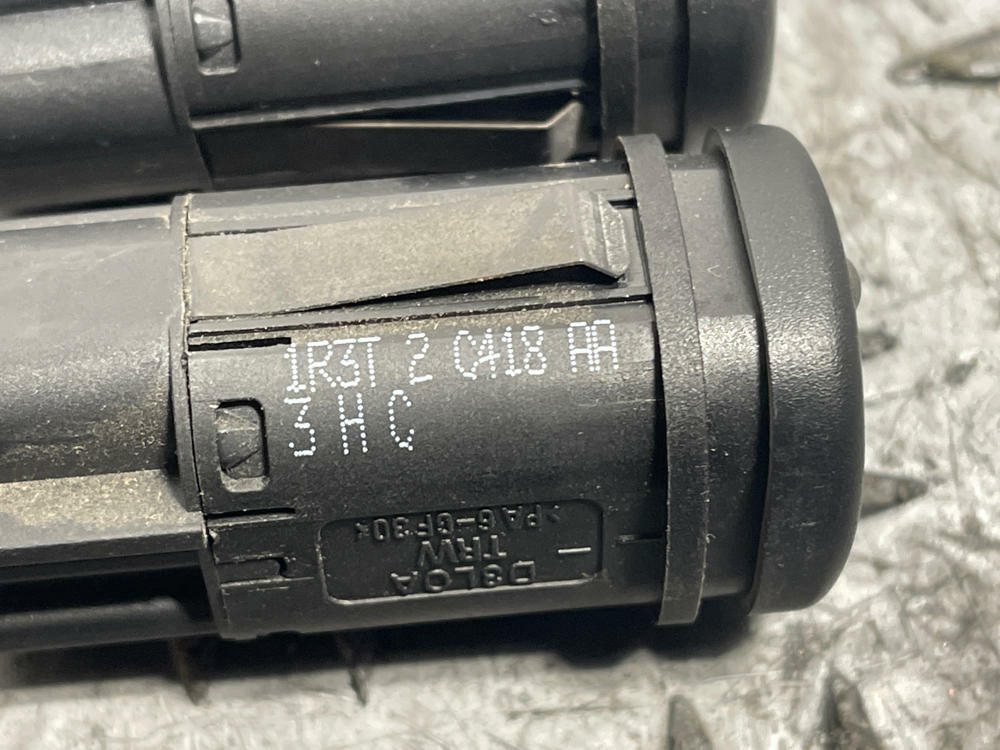 1R3T 2 C418 AA
3 H C
D8LOA
TRW
>PA6-GF30<